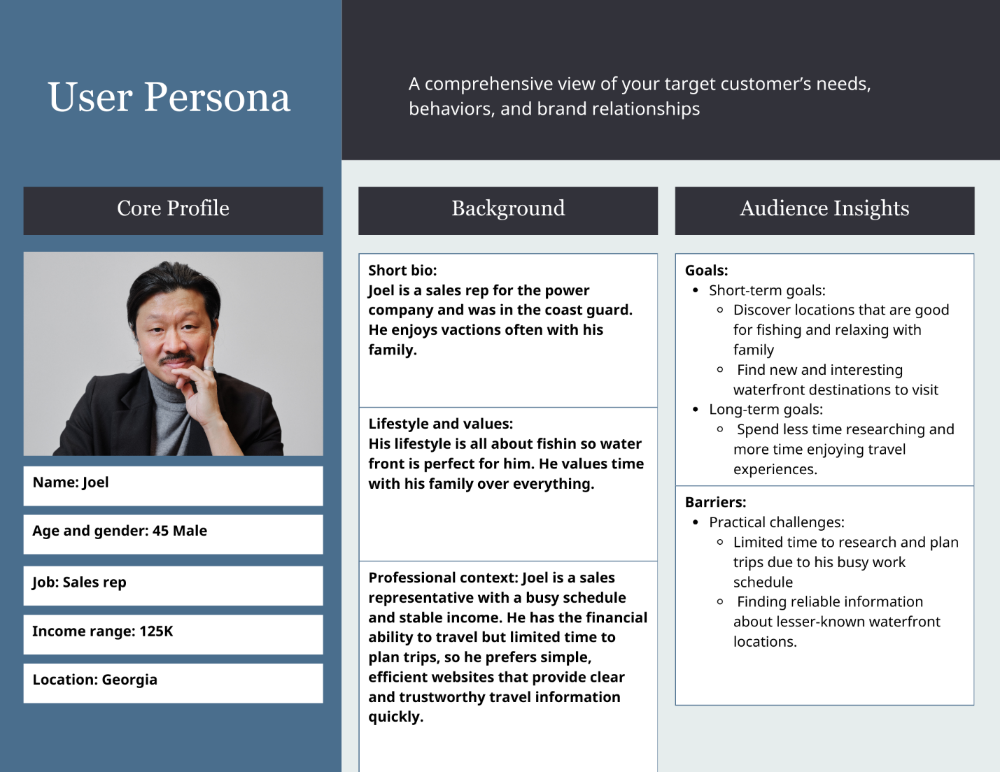 User Persona
A comprehensive view of your target customer’s needs,
behaviors, and brand relationships
Core Profile
Name: Joel
Age and gender: 45 Male
Job: Sales rep
Income range: 125K
Location: Georgia
Background
Short bio:
Joel is a sales rep for the power
company and was in the coast guard.
He enjoys vactions often with his
family.
Lifestyle and values:
His lifestyle is all about fishin so water
front is perfect for him. He values time
with his family over everything.
Professional context: Joel is a sales
representative with a busy schedule
and stable income. He has the financial
ability to travel but limited time to
plan trips, so he prefers simple,
efficient websites that provide clear
and trustworthy travel information
quickly.
Audience Insights
Goals:
• Short-term goals:
◦ Discover locations that are good
for fishing and relaxing with
family
◦ Find new and interesting
waterfront destinations to visit
• Long-term goals:
◦ Spend less time researching and
more time enjoying travel
experiences.
Barriers:
• Practical challenges:
◦ Limited time to research and plan
trips due to his busy work
schedule
◦ Finding reliable information
about lesser-known waterfront
locations.